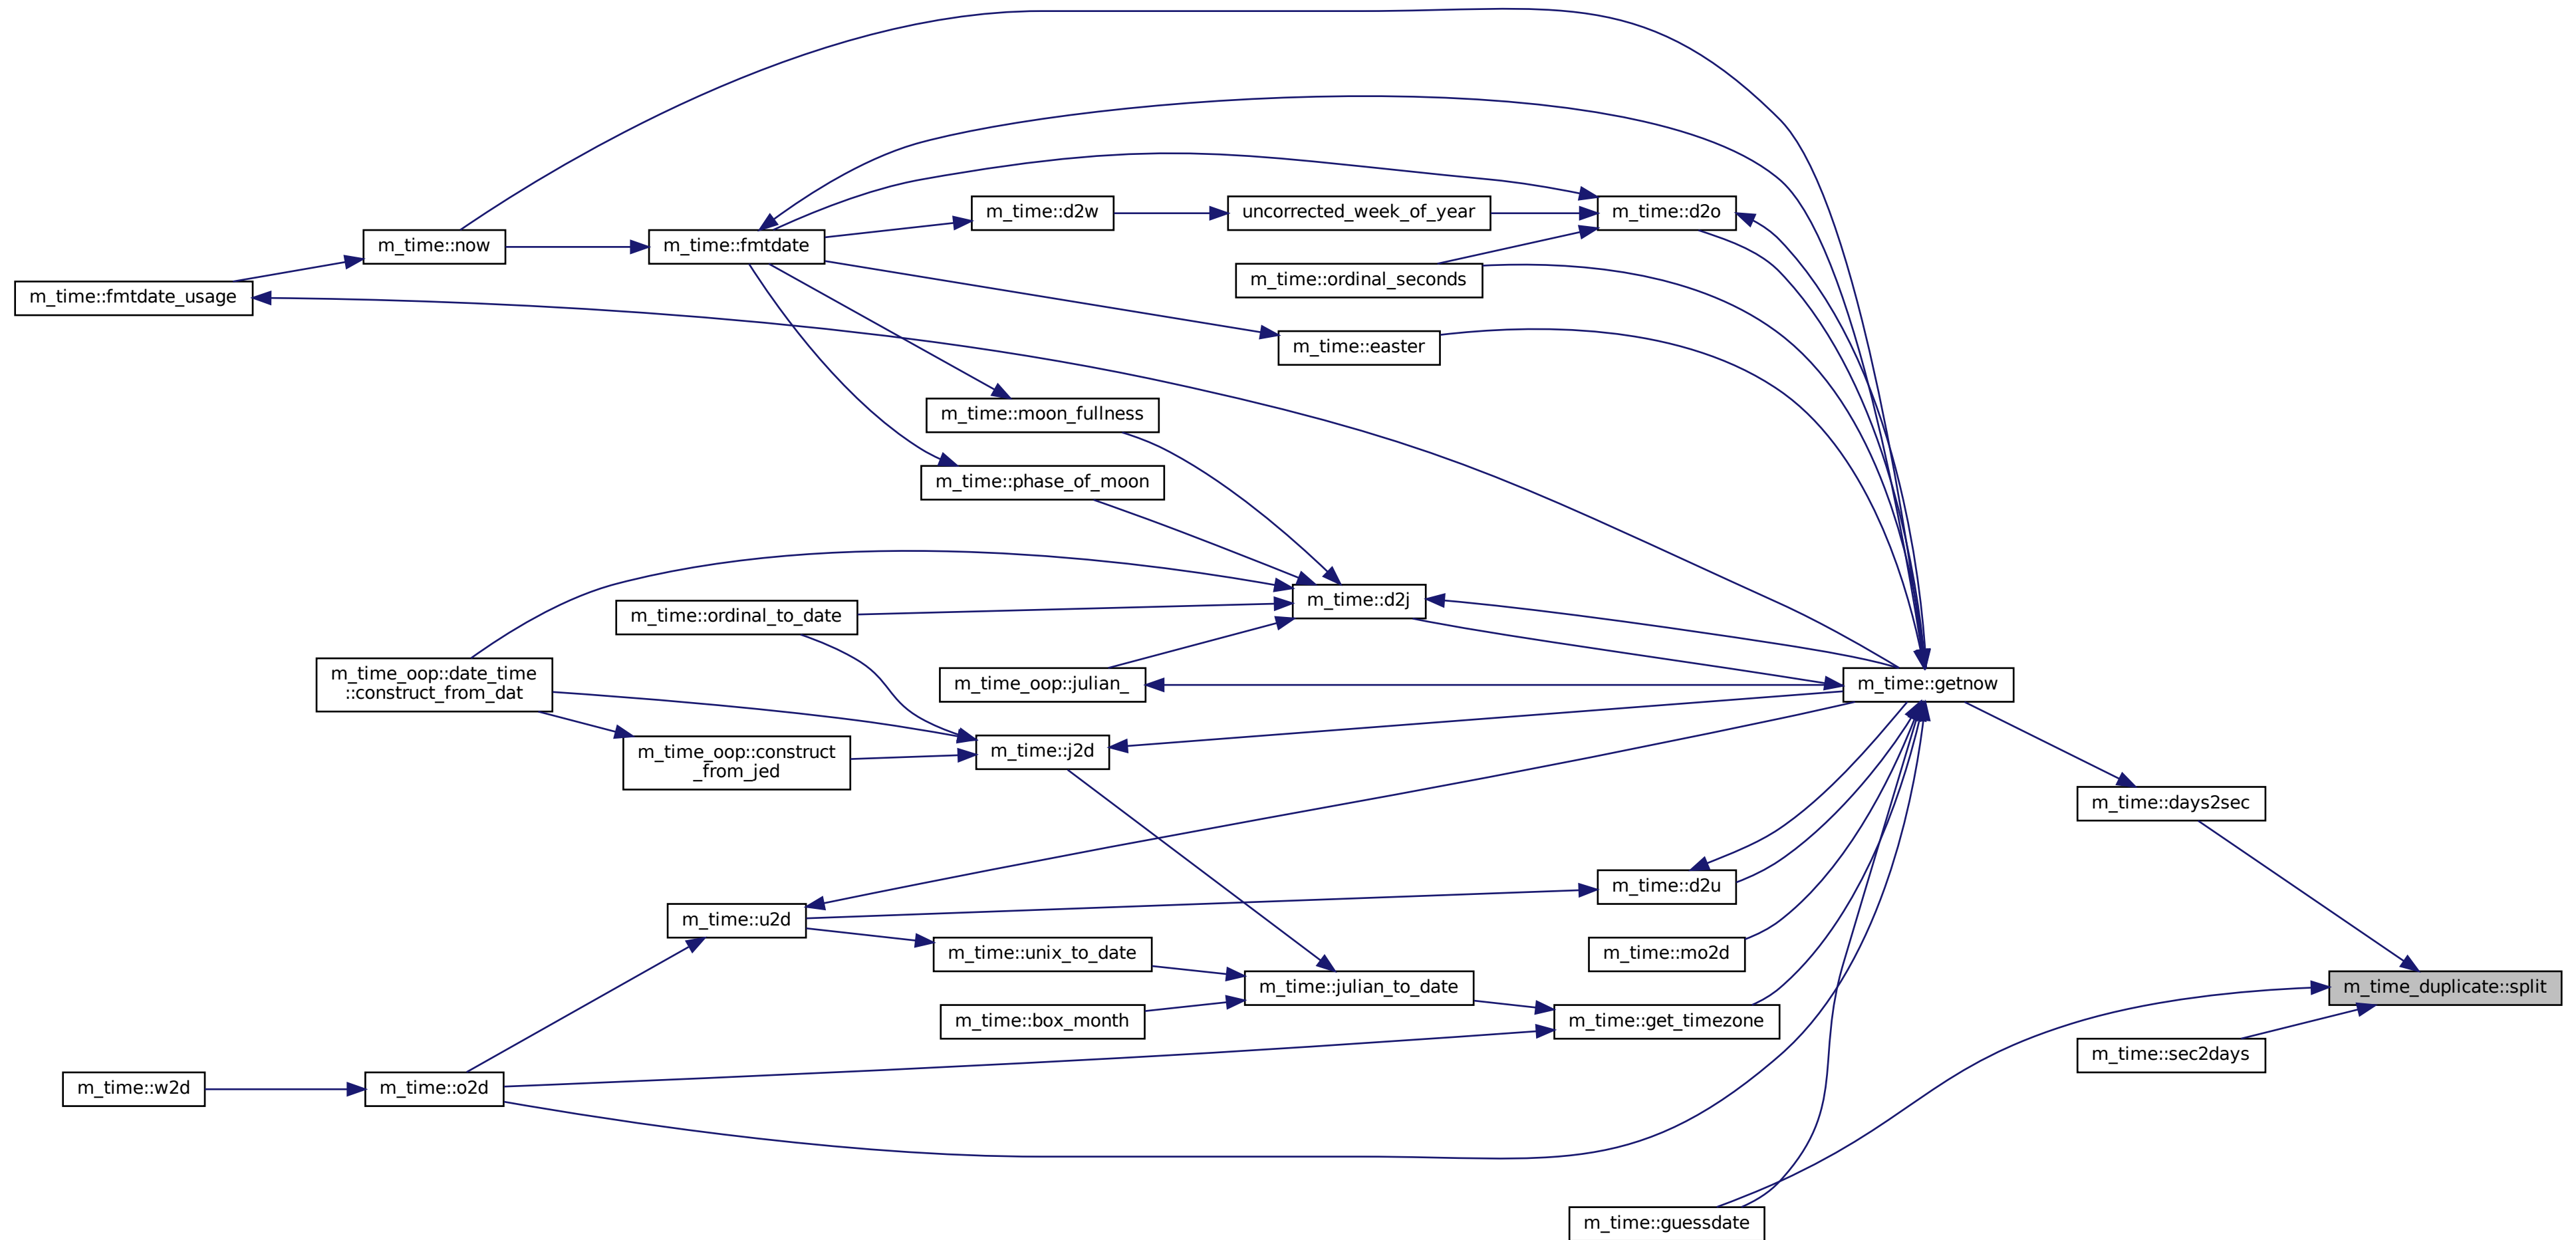 m_time::now
m_time::fmtdate
m_time::d2w
uncorrected_week_of_year
m_time::d2o
m_time::fmtdate_usage
m_time::ordinal_seconds
m_time::easter
m_time::moon_fullness
m_time::phase_of_moon
m_time::d2j
m_time::ordinal_to_date
m_time_oop::date_time
::construct_from_dat
m_time_oop::julian_
m_time::getnow
m_time_oop::construct
_from_jed
m_time::j2d
m_time::days2sec
m_time::d2u
m_time::u2d
m_time::unix_to_date
m_time::mo2d
m_time::julian_to_date
m_time_duplicate::split
m_time::box_month
m_time::get_timezone
m_time::sec2days
m_time::w2d
m_time::o2d
m_time::guessdate